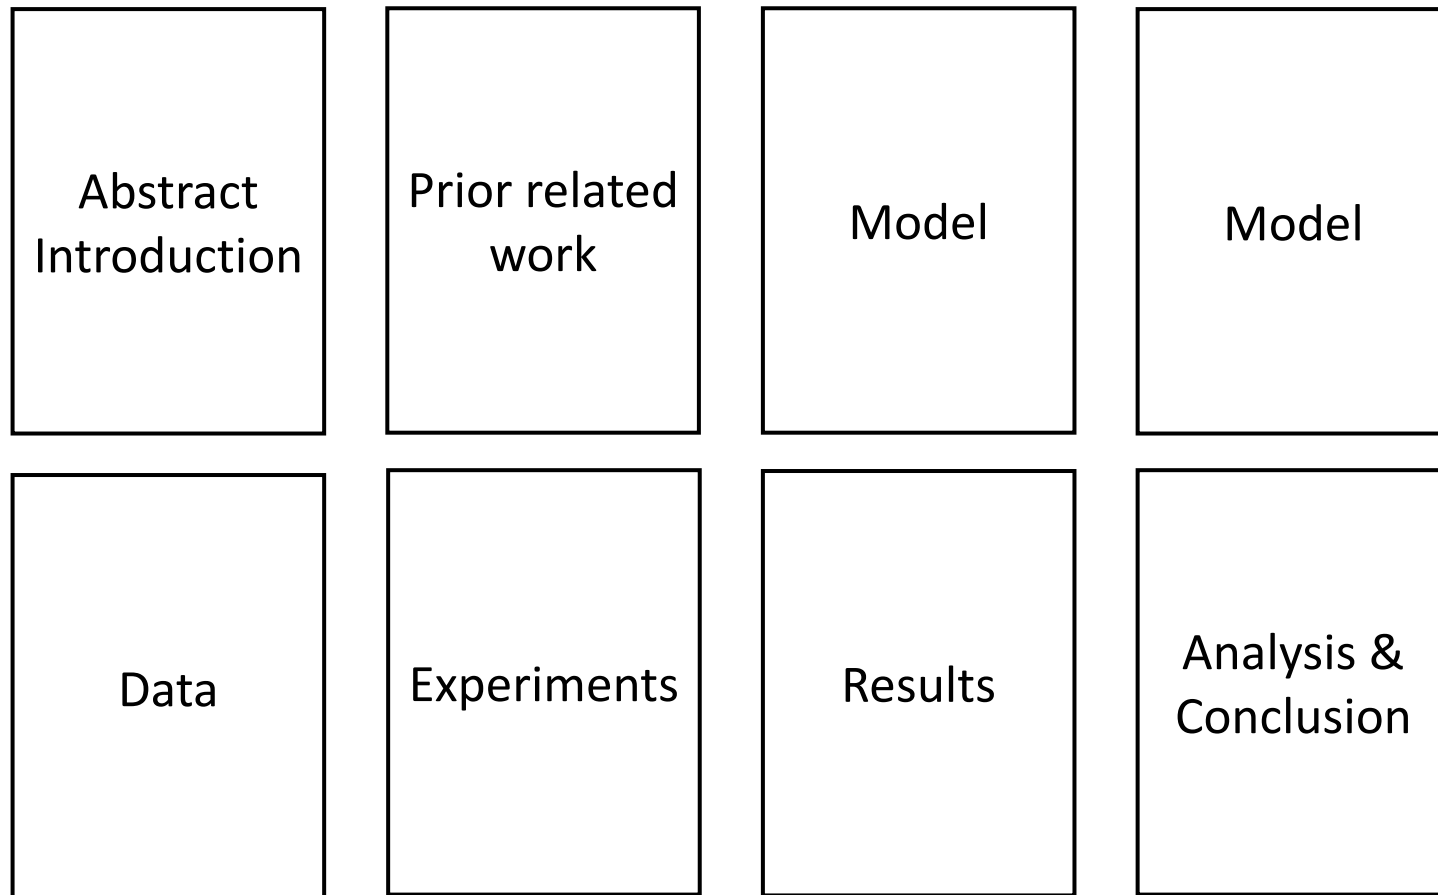 Abstract
Introduction
Prior related
work
Model
Model
Data
Experiments
Results
Analysis &
Conclusion